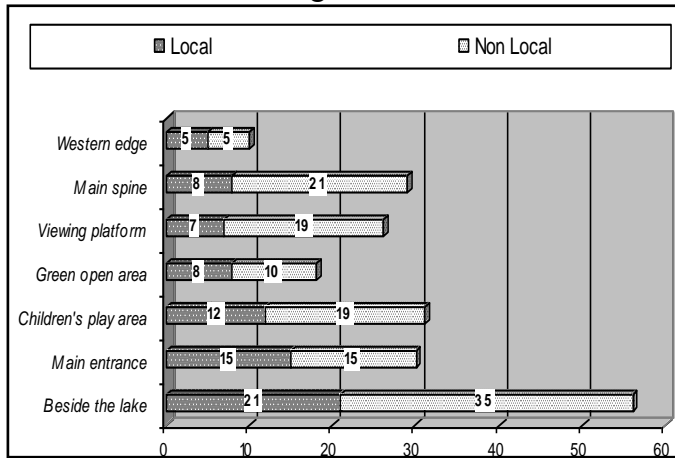 Local Non Local
Western edge 5 5
Main spine 8 21
Viewing platform 7 19
Green open area 8 10
Children's play area 12 19
Main entrance 15 15
Beside the lake 21 35
0 10 20 30 40 50 60